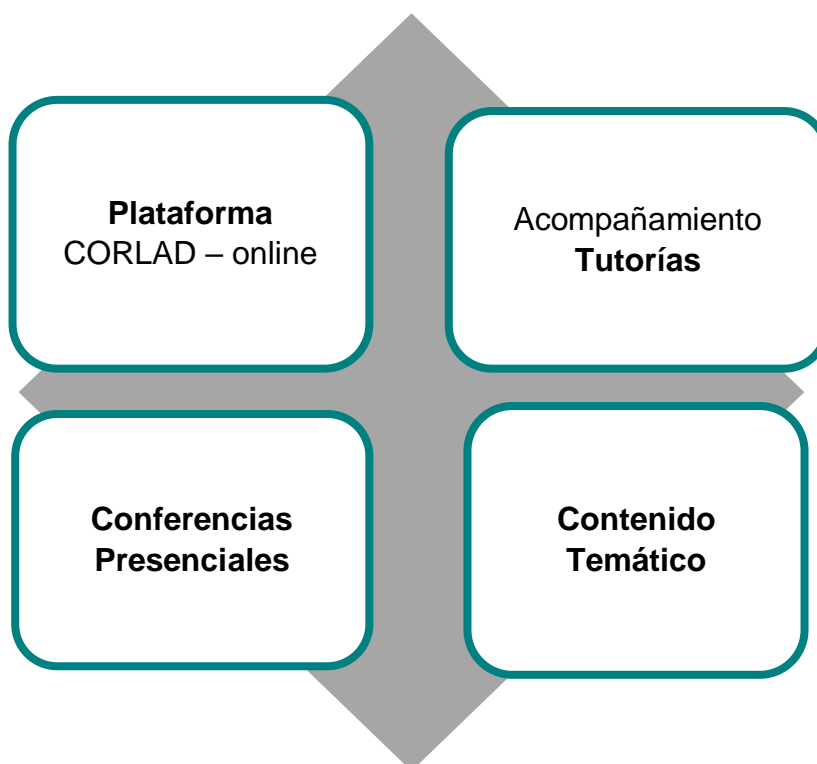 Plataforma
CORLAD – online
Acompañamiento
Tutorías
Conferencias
Presenciales
Contenido
Temático